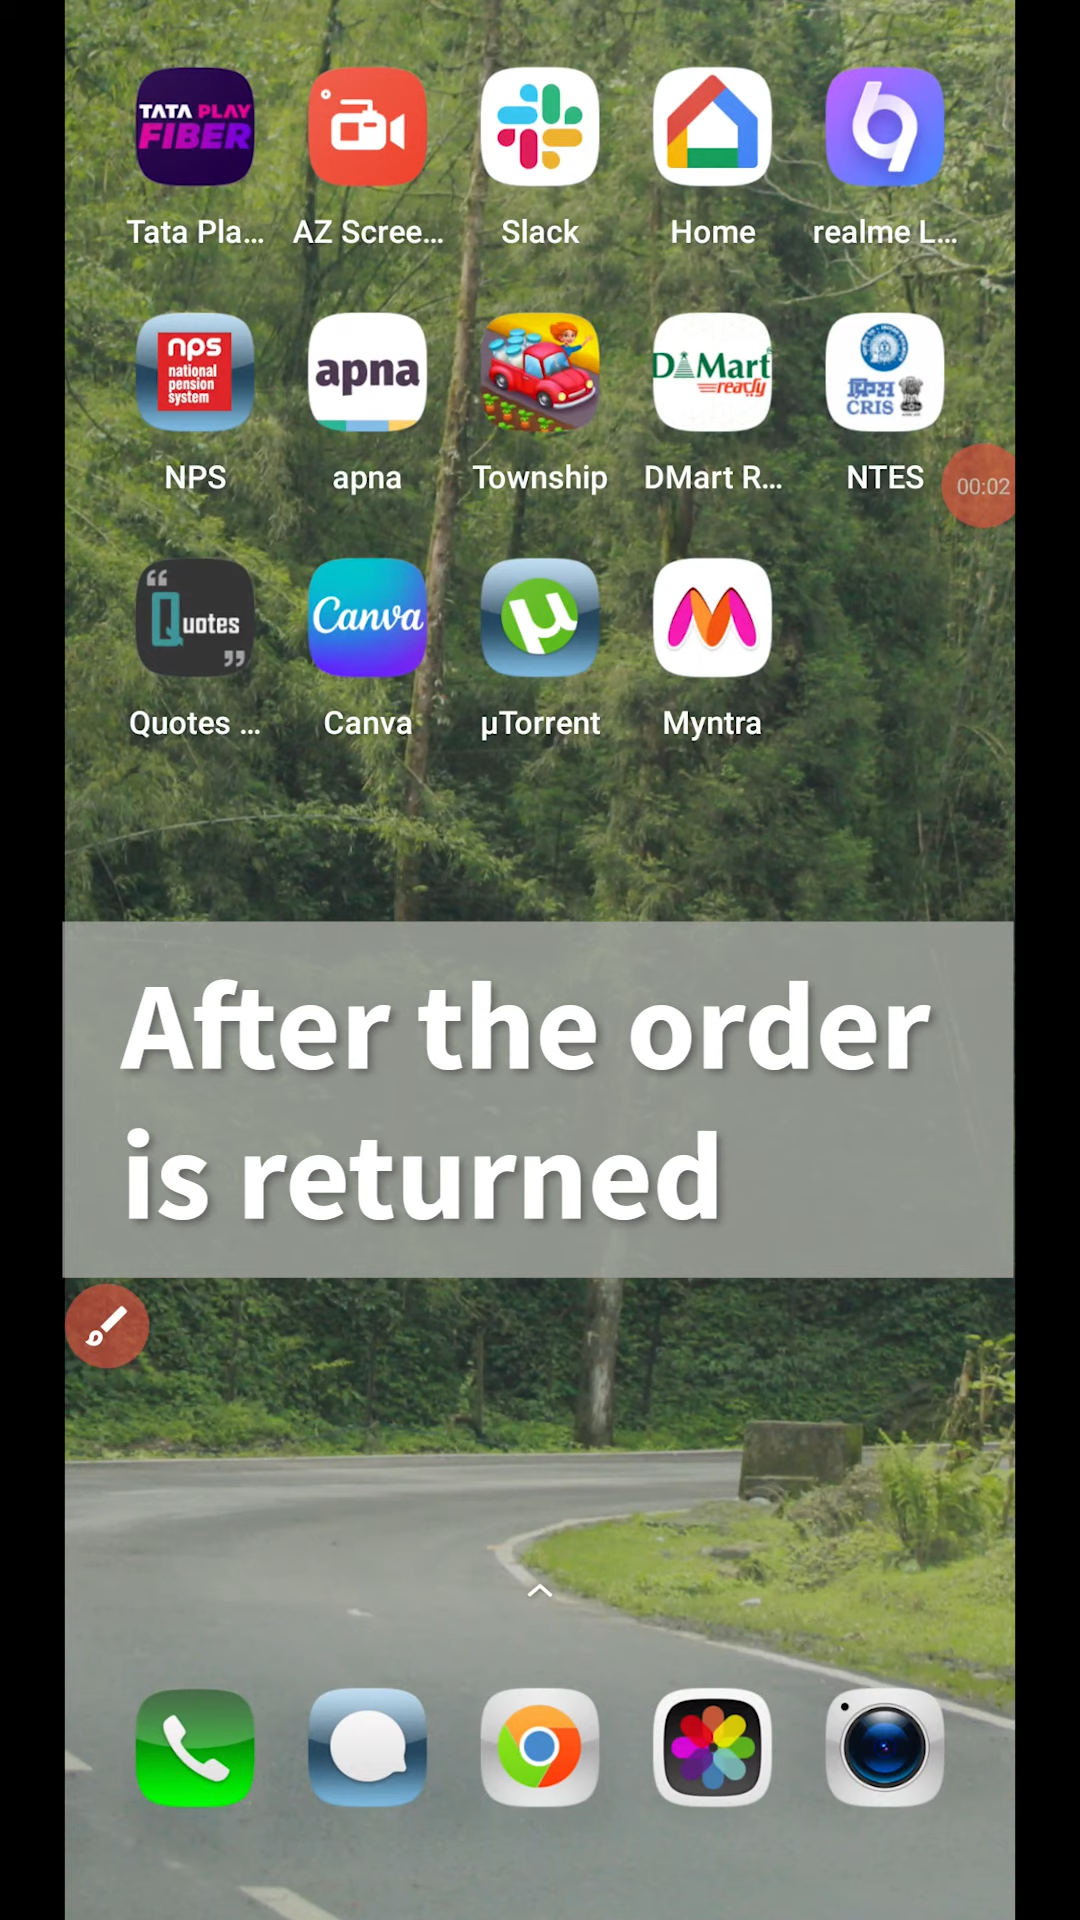 TATA PLAY
FIBER
Tata Pla...
AZ Scree...
Slack
Home
realme L...
nps
national
pension
system
apna
DMart
ready
क्रिस
CRIS
NPS
apna
Township
DMart R...
NTES
00:02
“
Quotes
”
Canva
µ
Quotes ...
Canva
µTorrent
Myntra
After the order
is returned